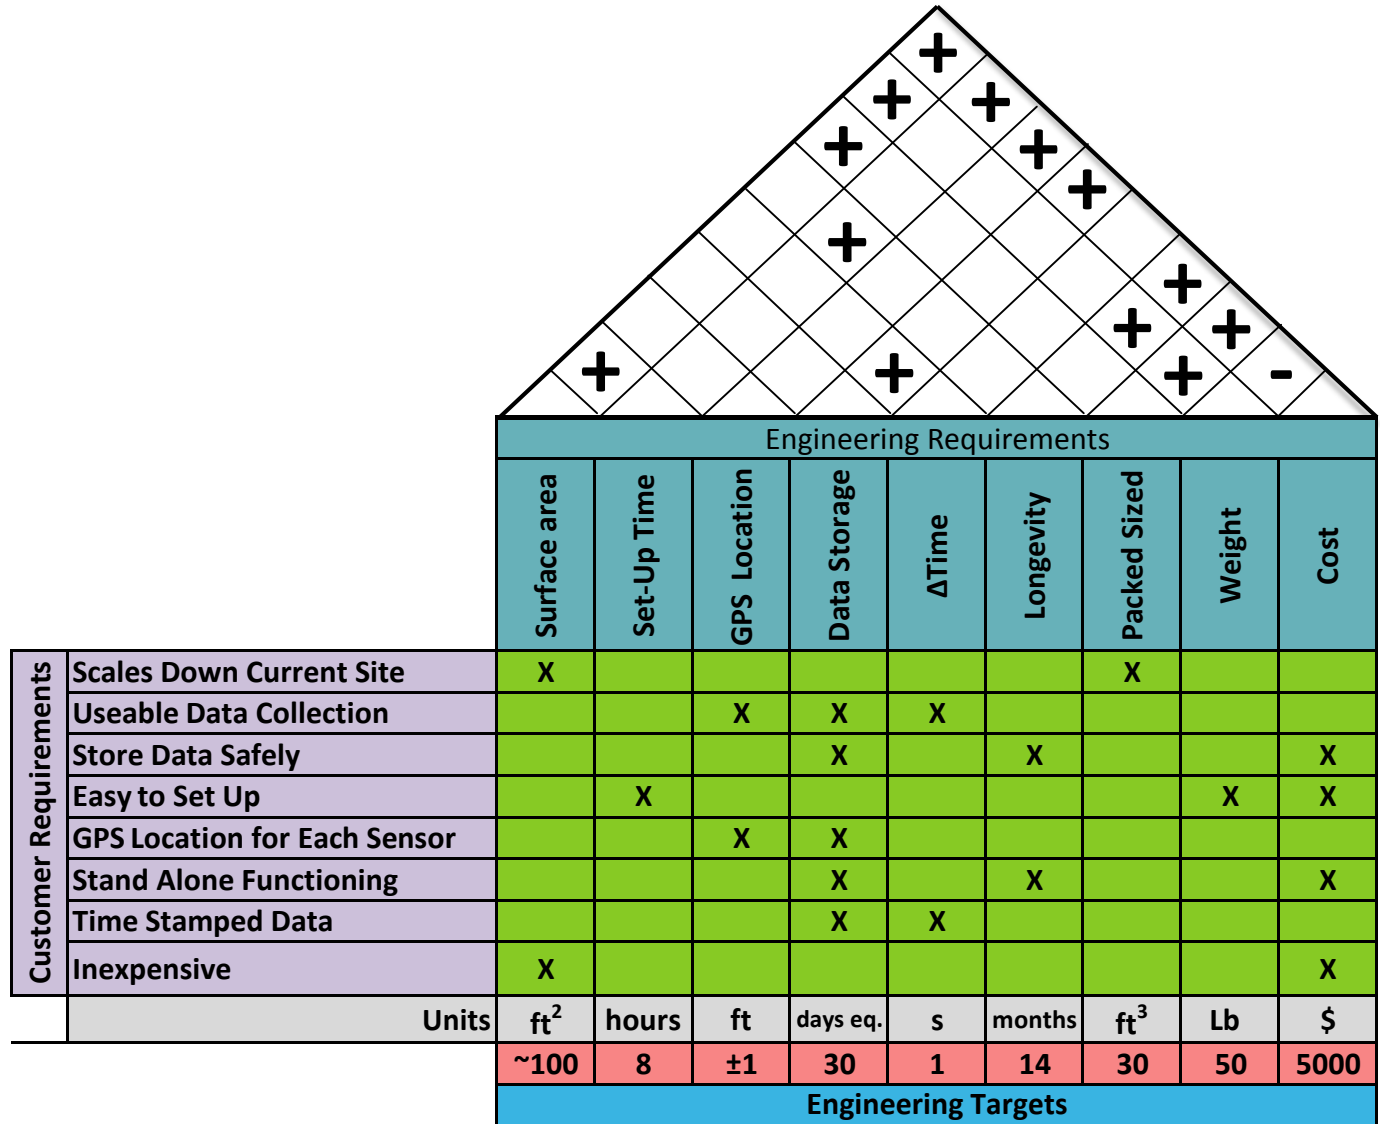 +
+ +
+ +
+ +
+
+
+ +
+ + + -
Engineering Requirements
Surface area
Set-Up Time
GPS Location
Data Storage
ΔTime
Longevity
Packed Sized
Weight
Cost
Customer Requirements
Scales Down Current Site X X
Useable Data Collection X X X
Store Data Safely X X X
Easy to Set Up X X X
GPS Location for Each Sensor X X
Stand Alone Functioning X X X
Time Stamped Data X X
Inexpensive X X
Units ft² hours ft days eq. s months ft³ Lb $
~100 8 ±1 30 1 14 30 50 5000
Engineering Targets